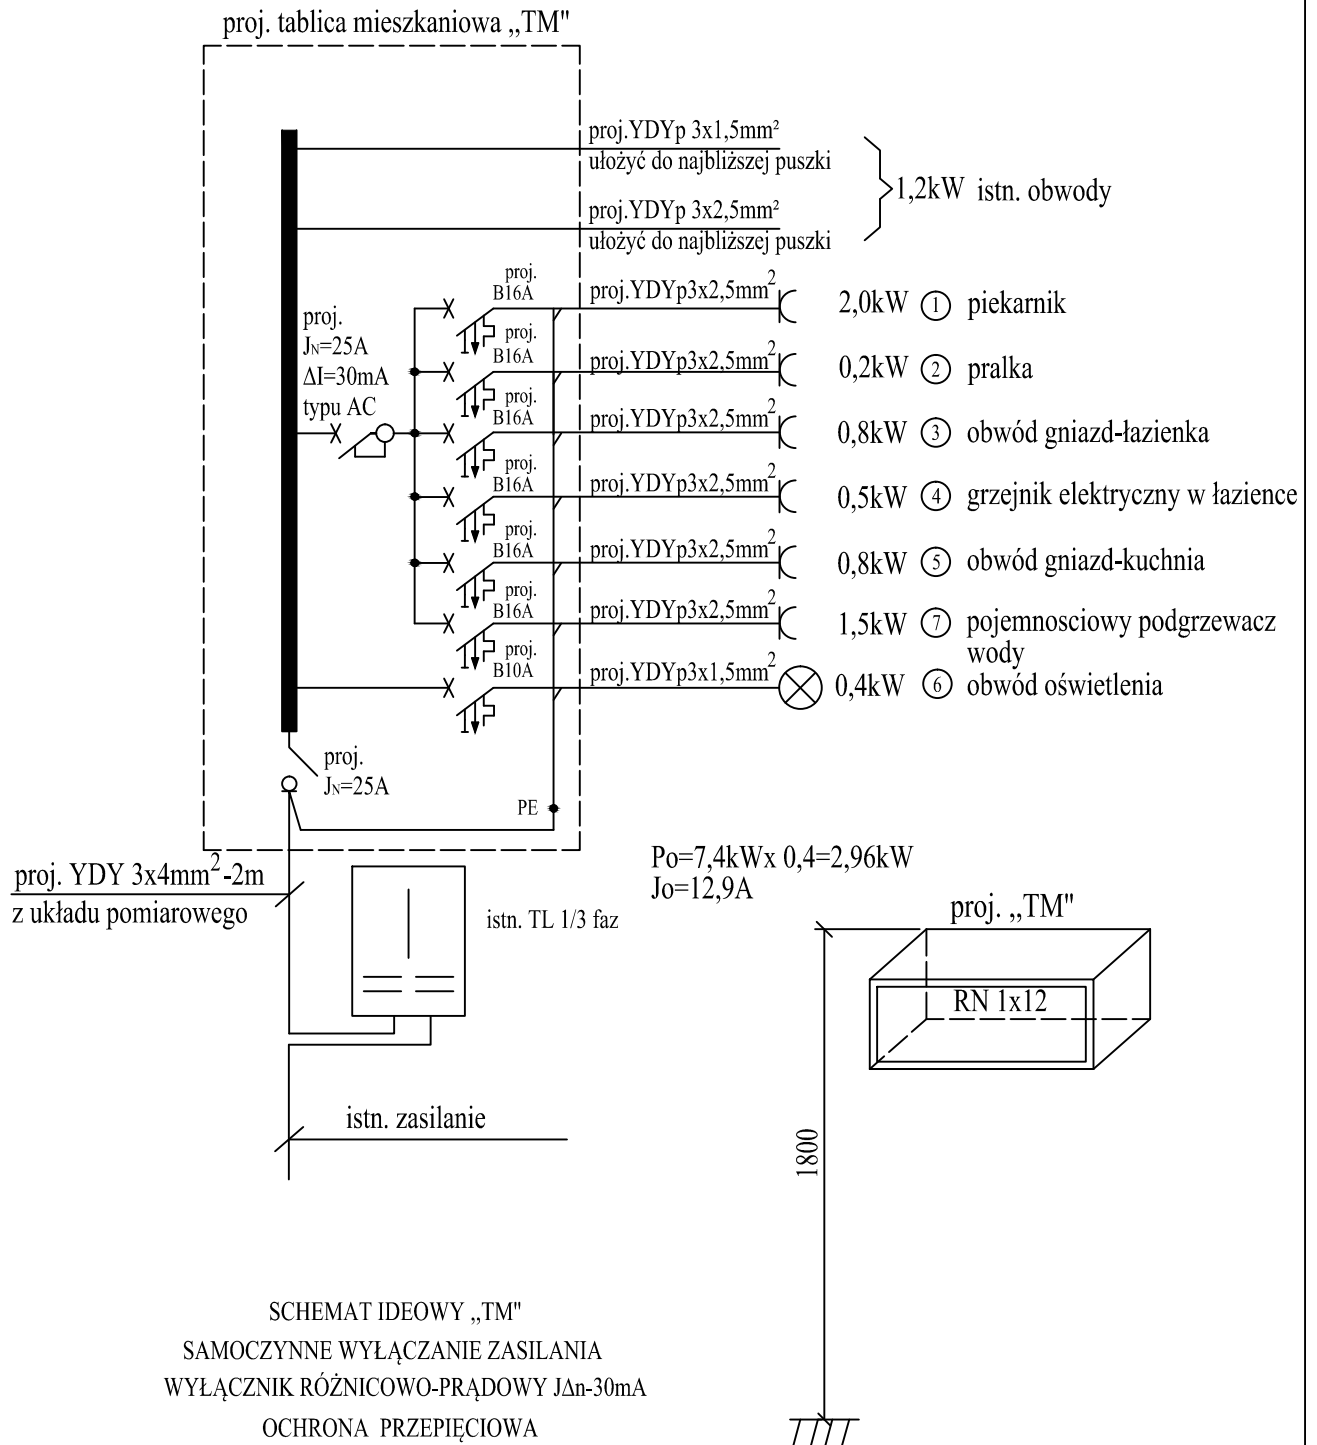 proj. tablica mieszkaniowa ,,TM"
proj.YDYp 3x1,5mm²
ułożyć do najbliższej puszki
1,2kW istn. obwody
proj.YDYp 3x2,5mm²
ułożyć do najbliższej puszki
proj.
B16A
proj.YDYp3x2,5mm²
2,0kW 1 piekarnik
proj.
JN=25A
ΔI=30mA
typu AC
proj.
B16A
proj.YDYp3x2,5mm²
0,2kW 2 pralka
proj.
B16A
proj.YDYp3x2,5mm²
0,8kW 3 obwód gniazd-łazienka
proj.
B16A
proj.YDYp3x2,5mm²
0,5kW 4 grzejnik elektryczny w łazience
proj.
B16A
proj.YDYp3x2,5mm²
0,8kW 5 obwód gniazd-kuchnia
proj.
B16A
proj.YDYp3x2,5mm²
1,5kW 7 pojemnosciowy podgrzewacz
wody
proj.
B10A
proj.YDYp3x1,5mm²
0,4kW 6 obwód oświetlenia
proj.
JN=25A
PE
proj. YDY 3x4mm²-2m
z układu pomiarowego
istn. TL 1/3 faz
Po=7,4kWx 0,4=2,96kW
Jo=12,9A
proj. ,,TM"
RN 1x12
1800
istn. zasilanie
SCHEMAT IDEOWY ,,TM"
SAMOCZYNNE WYŁĄCZANIE ZASILANIA
WYŁĄCZNIK RÓŻNICOWO-PRĄDOWY JΔn-30mA
OCHRONA PRZEPIĘCIOWA